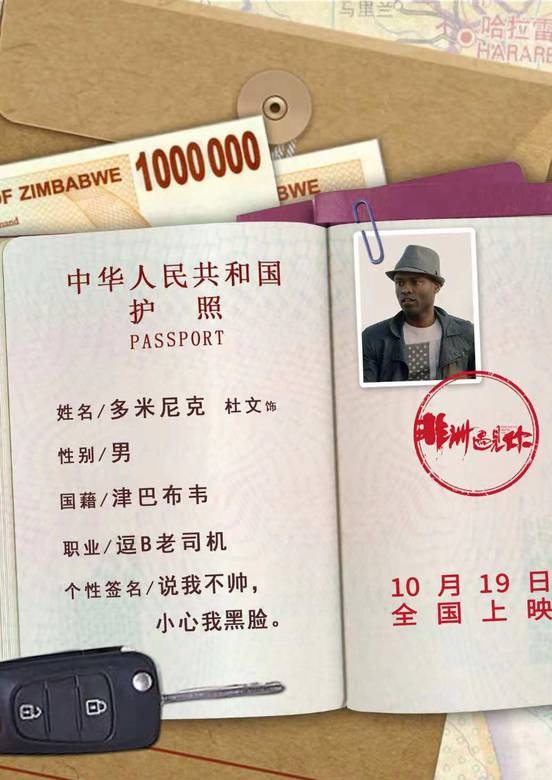 马里兰
哈拉雷
HARARE
OF ZIMBABWE
1000000
BWE
中华人民共和国
护 照
PASSPORT
姓名/多米尼克 杜文饰
性别/男
国藉/津巴布韦
职业/逗B老司机
个性签名/说我不帅，
小心我黑脸。
非洲遇见你
10 月 19 日
全 国 上 映